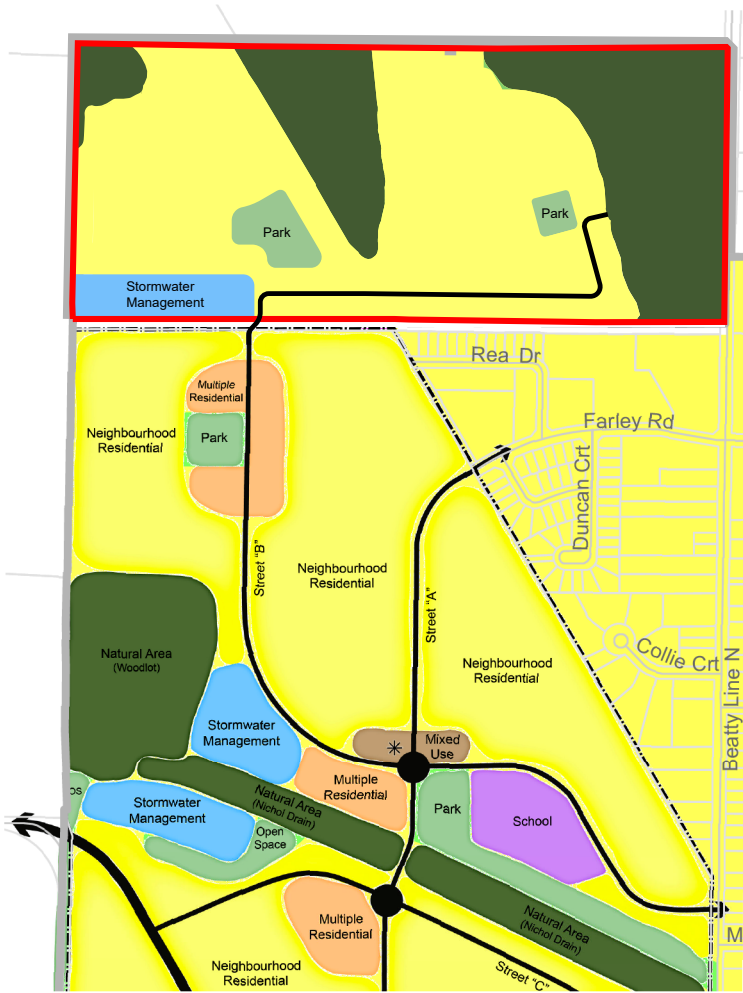 Park
Park
Stormwater
Management
Rea Dr
Multiple
Residential
Farley Rd
Neighbourhood
Residential
Park
Duncan Crt
Street "B"
Neighbourhood
Residential
Street "A"
Natural Area
(Woodlot)
Collie Crt
Neighbourhood
Residential
Beatty Line N
Stormwater
Management
Mixed
Use
Multiple
Residential
Natural Area
(Nichol Drain)
OS
Stormwater
Management
Park
School
Open
Space
Multiple
Residential
Natural Area
(Nichol Drain)
M
Neighbourhood
Residential
Street "C"